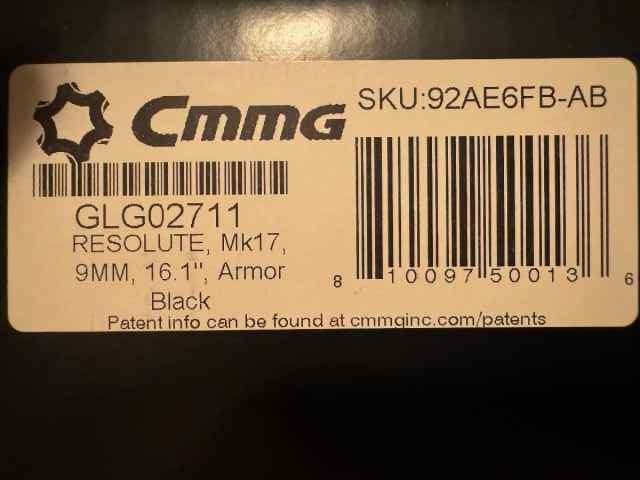 CMMG
SKU:92AE6FB-AB
GLG02711
RESOLUTE, Mk17,
9MM, 16.1", Armor
Black
8 10097 50013 6
Patent info can be found at cmmginc.com/patents